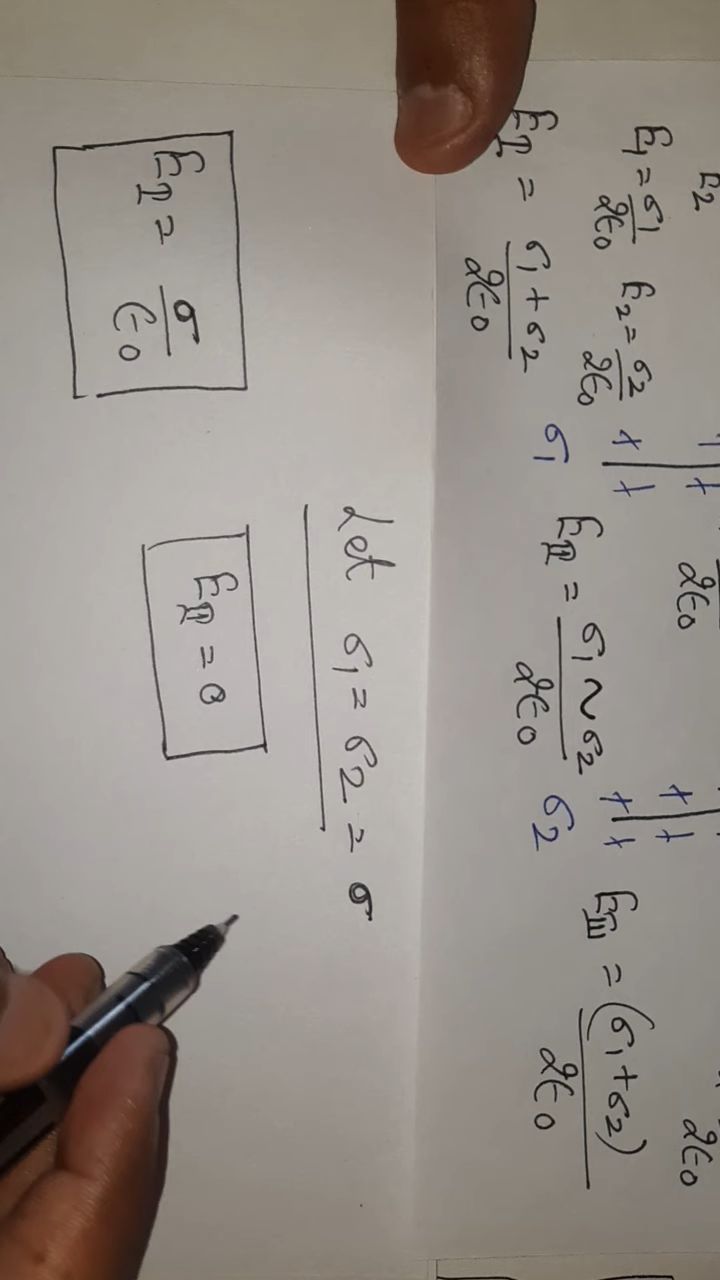 E₂
2ε₀
2ε₀
E₁ = σ₁/2ε₀ E₂ = σ₂/2ε₀ + + + +
+ + + +
E_I = (σ₁ + σ₂)/2ε₀ σ₁ E_II = (σ₁ ~ σ₂)/2ε₀ σ₂ E_III = (σ₁ + σ₂)/2ε₀
Let σ₁ = σ₂ = σ
E_I = σ/ε₀ E_II = 0